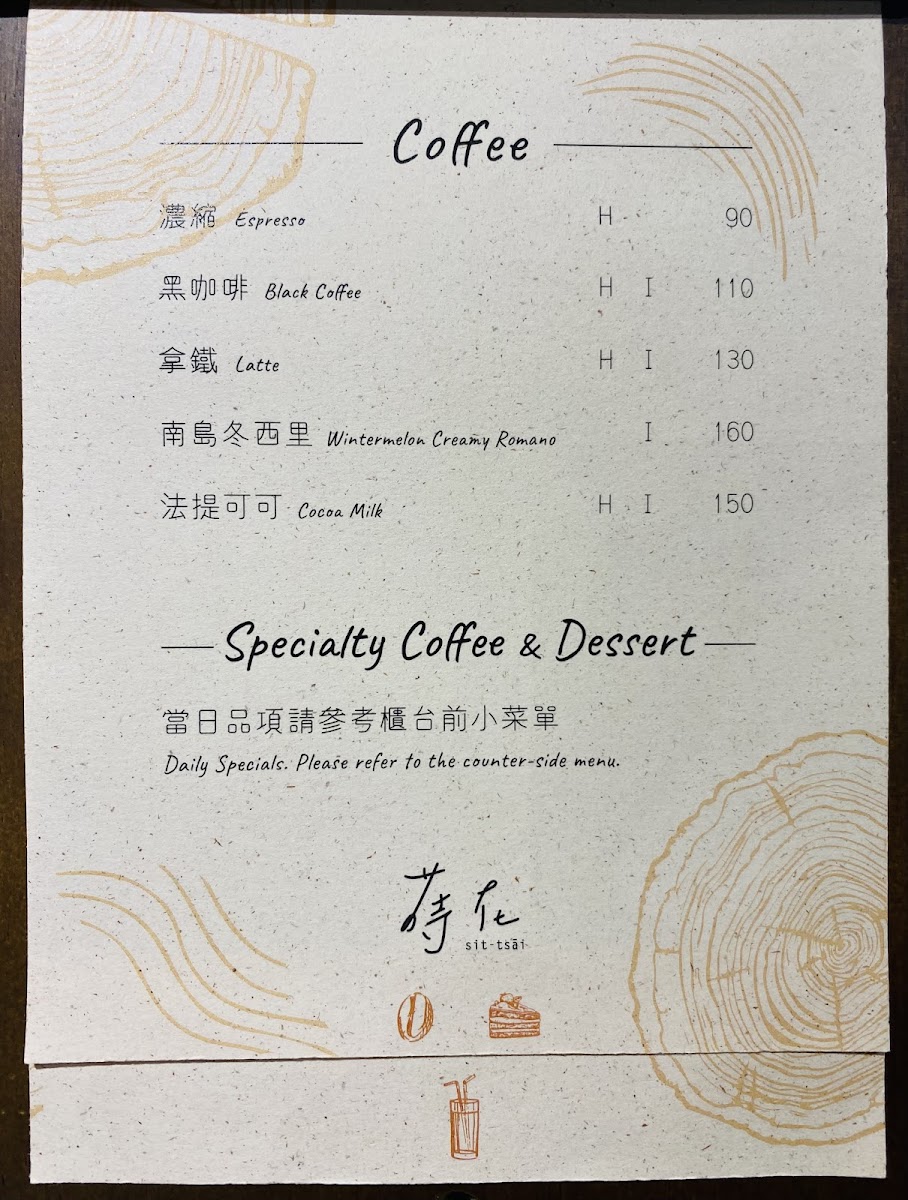 Coffee
濃縮 Espresso H 90
黑咖啡 Black Coffee H I 110
拿鐵 Latte H I 130
南島冬西里 Wintermelon Creamy Romano I 160
法提可可 Cocoa Milk H I 150
Specialty Coffee & Dessert
當日品項請參考櫃台前小菜單
Daily Specials. Please refer to the counter-side menu.
蒔在
sit-tsāi